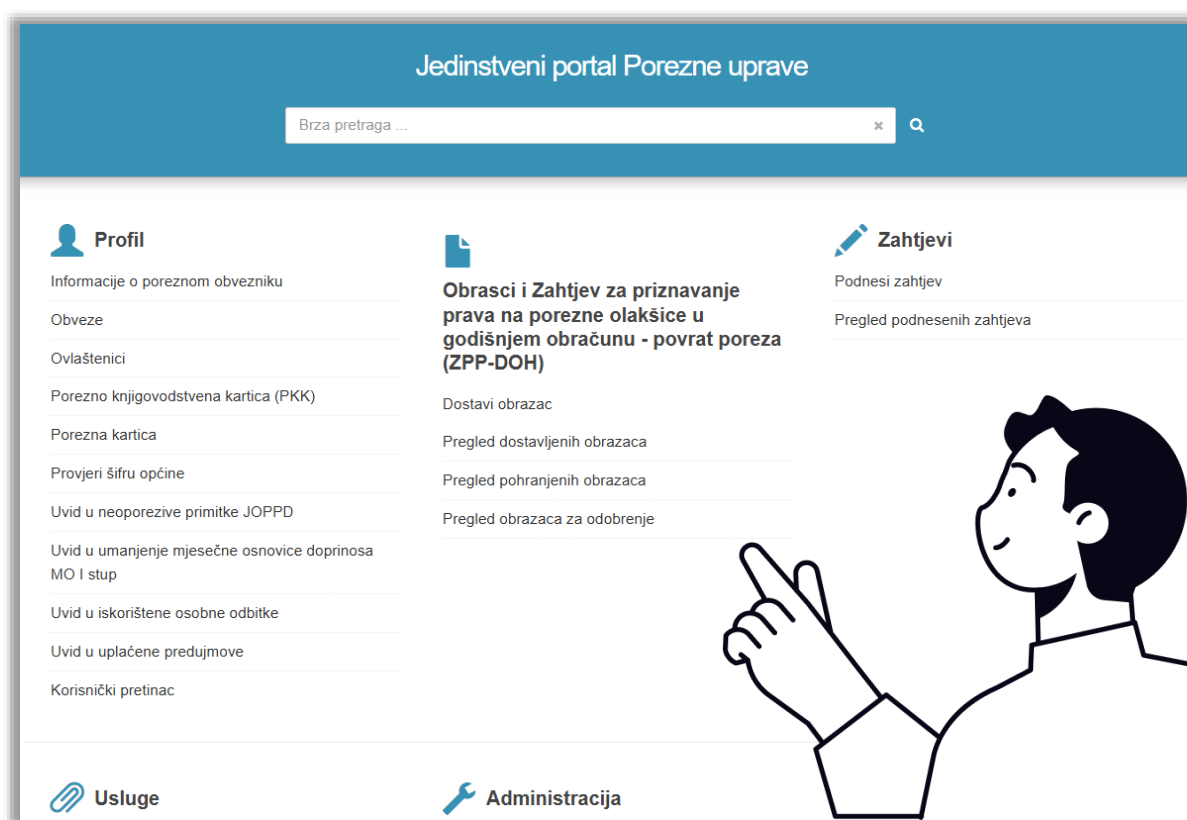 Jedinstveni portal Porezne uprave
Brza pretraga ...
Profil
Informacije o poreznom obvezniku
Obveze
Ovlaštenici
Porezno knjigovodstvena kartica (PKK)
Porezna kartica
Provjeri šifru općine
Uvid u neoporezive primitke JOPPD
Uvid u umanjenje mjesečne osnovice doprinosa
MO I stup
Uvid u iskorištene osobne odbitke
Uvid u uplaćene predujmove
Korisnički pretinac
Obrasci i Zahtjev za priznavanje
prava na porezne olakšice u
godišnjem obračunu - povrat poreza
(ZPP-DOH)
Dostavi obrazac
Pregled dostavljenih obrazaca
Pregled pohranjenih obrazaca
Pregled obrazaca za odobrenje
Zahtjevi
Podnesi zahtjev
Pregled podnesenih zahtjeva
Usluge
Administracija